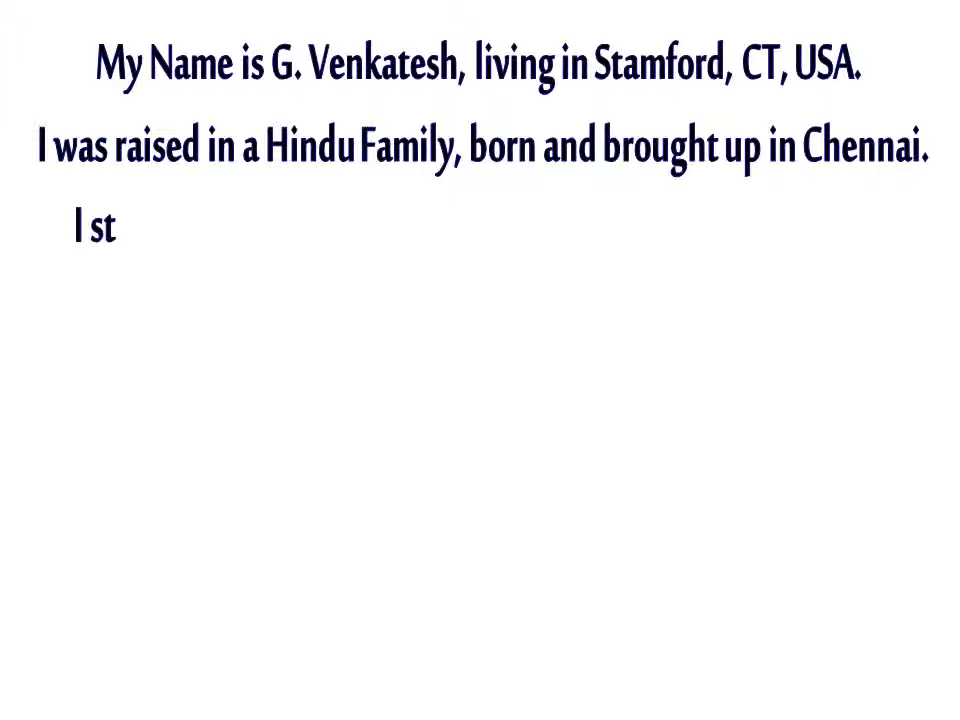 My Name is G. Venkatesh, living in Stamford, CT, USA.
I was raised in a Hindu Family, born and brought up in Chennai.
I st